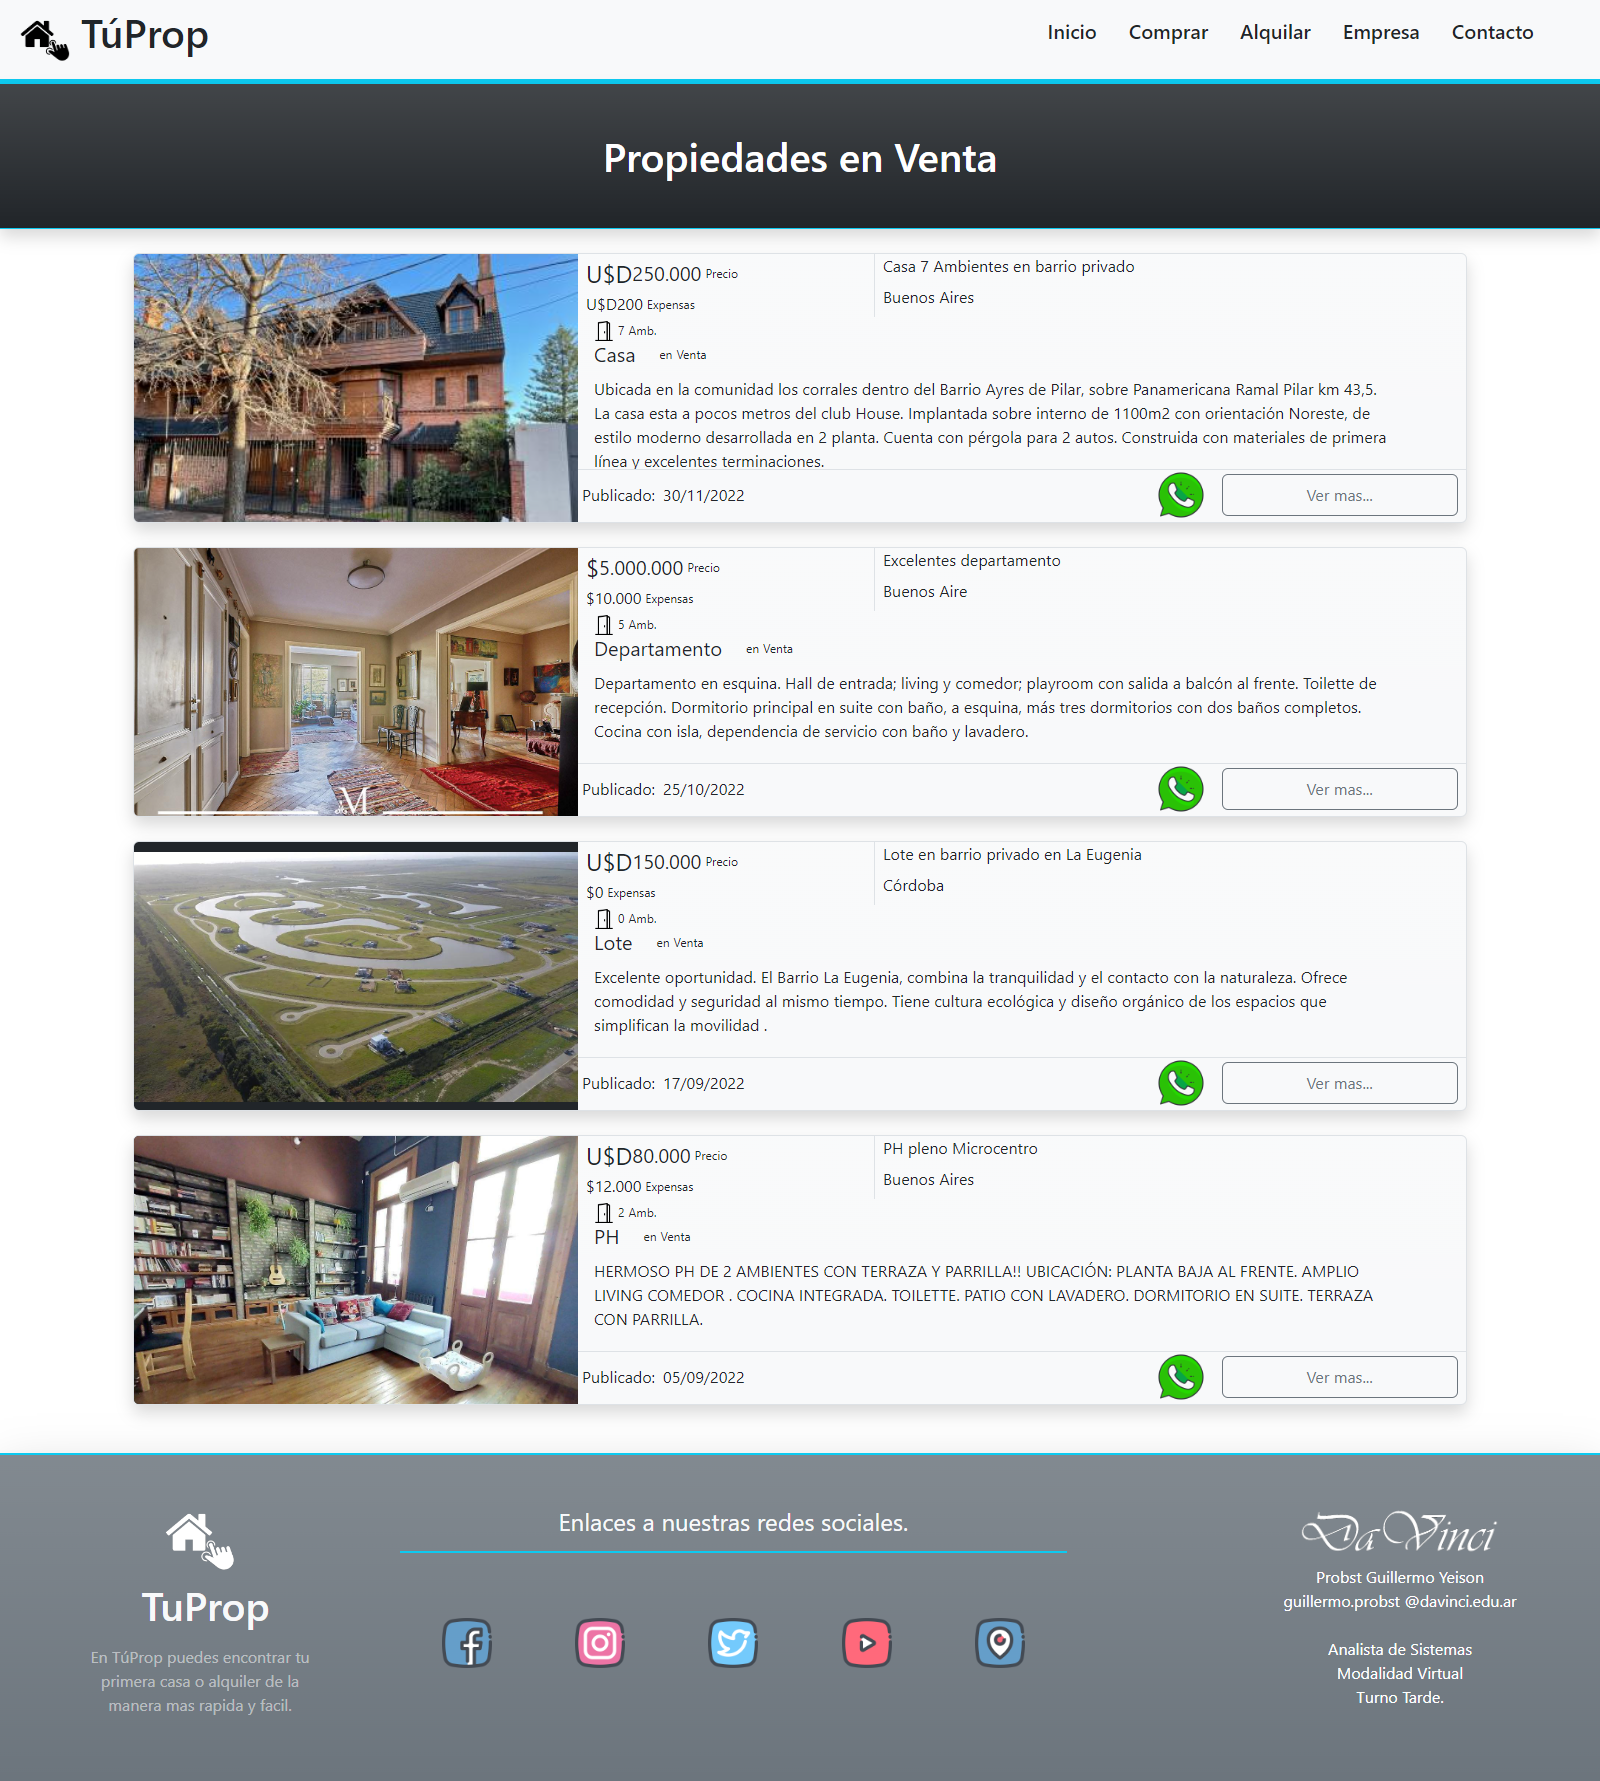 TúProp
Inicio Comprar Alquilar Empresa Contacto
Propiedades en Venta
U$D250.000 Precio
U$D200 Expensas
Casa 7 Ambientes en barrio privado
Buenos Aires
7 Amb.
Casa en Venta
Ubicada en la comunidad los corrales dentro del Barrio Ayres de Pilar, sobre Panamericana Ramal Pilar km 43,5.
La casa esta a pocos metros del club House. Implantada sobre interno de 1100m2 con orientación Noreste, de
estilo moderno desarrollada en 2 planta. Cuenta con pérgola para 2 autos. Construida con materiales de primera
línea y excelentes terminaciones.
Publicado: 30/11/2022
Ver mas...
$5.000.000 Precio
$10.000 Expensas
Excelentes departamento
Buenos Aire
5 Amb.
Departamento en Venta
Departamento en esquina. Hall de entrada; living y comedor; playroom con salida a balcón al frente. Toilette de
recepción. Dormitorio principal en suite con baño, a esquina, más tres dormitorios con dos baños completos.
Cocina con isla, dependencia de servicio con baño y lavadero.
M
Publicado: 25/10/2022
Ver mas...
U$D150.000 Precio
$0 Expensas
Lote en barrio privado en La Eugenia
Córdoba
0 Amb.
Lote en Venta
Excelente oportunidad. El Barrio La Eugenia, combina la tranquilidad y el contacto con la naturaleza. Ofrece
comodidad y seguridad al mismo tiempo. Tiene cultura ecológica y diseño orgánico de los espacios que
simplifican la movilidad .
Publicado: 17/09/2022
Ver mas...
U$D80.000 Precio
$12.000 Expensas
PH pleno Microcentro
Buenos Aires
2 Amb.
PH en Venta
HERMOSO PH DE 2 AMBIENTES CON TERRAZA Y PARRILLA!! UBICACIÓN: PLANTA BAJA AL FRENTE. AMPLIO
LIVING COMEDOR . COCINA INTEGRADA. TOILETTE. PATIO CON LAVADERO. DORMITORIO EN SUITE. TERRAZA
CON PARRILLA.
Publicado: 05/09/2022
Ver mas...
TuProp
En TúProp puedes encontrar tu
primera casa o alquiler de la
manera mas rapida y facil.
Enlaces a nuestras redes sociales.
DaVinci
Probst Guillermo Yeison
guillermo.probst @davinci.edu.ar
Analista de Sistemas
Modalidad Virtual
Turno Tarde.